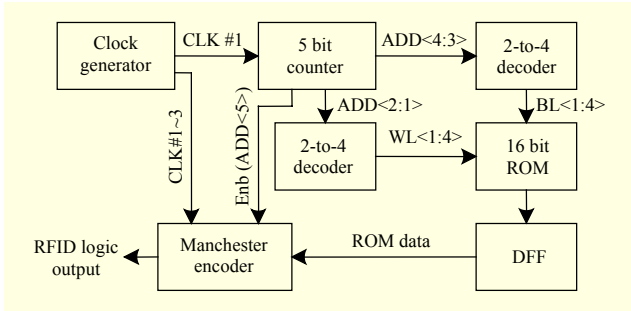 Clock
generator
CLK #1
5 bit
counter
ADD<4:3>
2-to-4
decoder
CLK#1~3
Enb (ADD<5>)
ADD<2:1>
BL<1:4>
2-to-4
decoder
WL<1:4>
16 bit
ROM
RFID logic
output
Manchester
encoder
ROM data
DFF